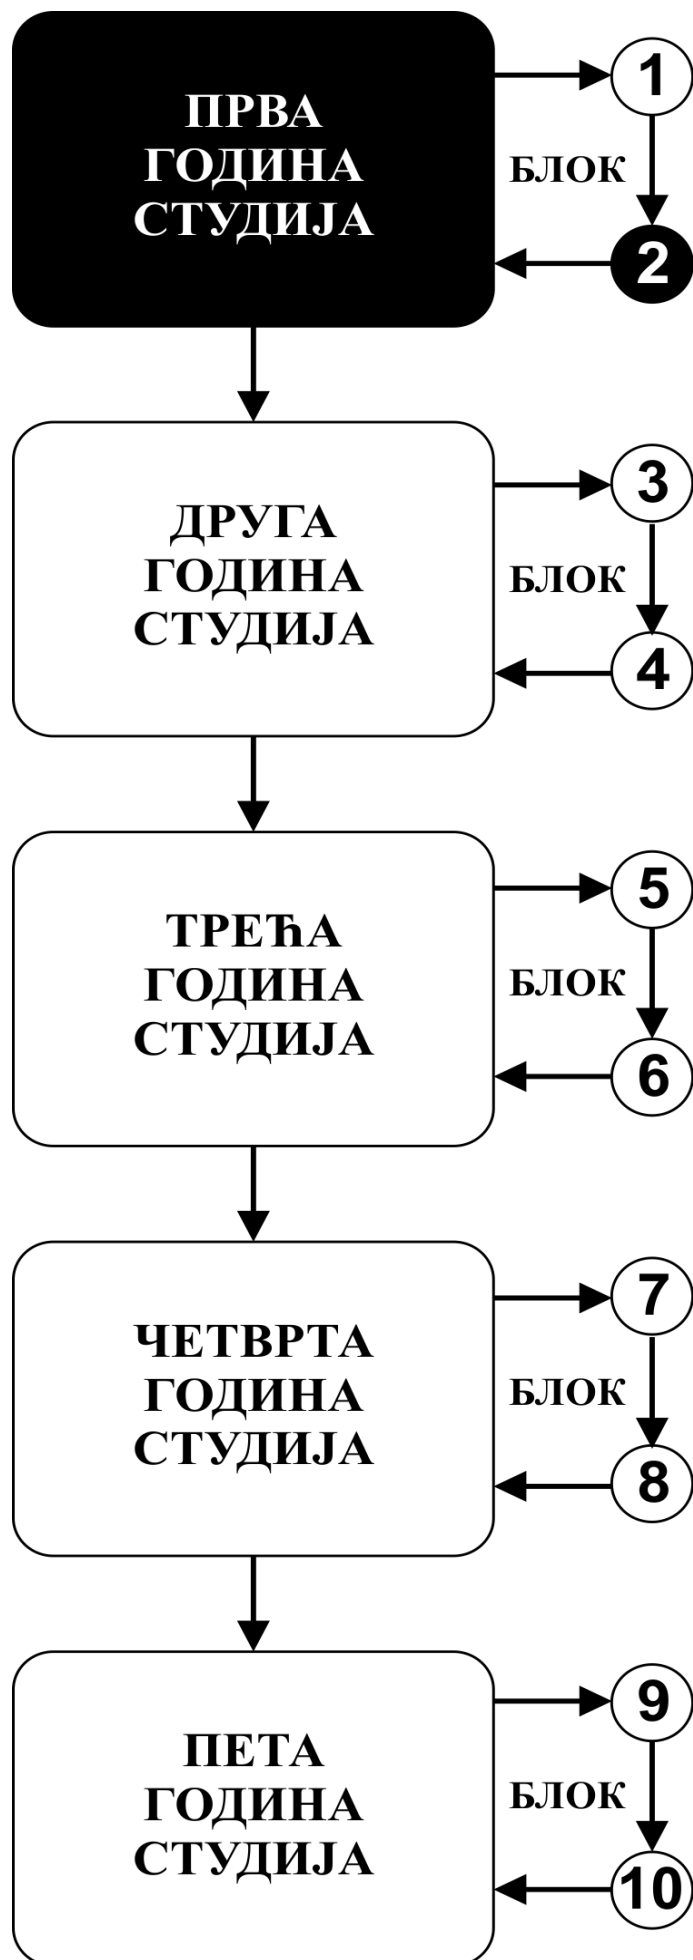 ПРВА
ГОДИНА
СТУДИЈА
1
БЛОК
2
ДРУГА
ГОДИНА
СТУДИЈА
3
БЛОК
4
ТРЕЋА
ГОДИНА
СТУДИЈА
5
БЛОК
6
ЧЕТВРТА
ГОДИНА
СТУДИЈА
7
БЛОК
8
ПЕТА
ГОДИНА
СТУДИЈА
9
БЛОК
10